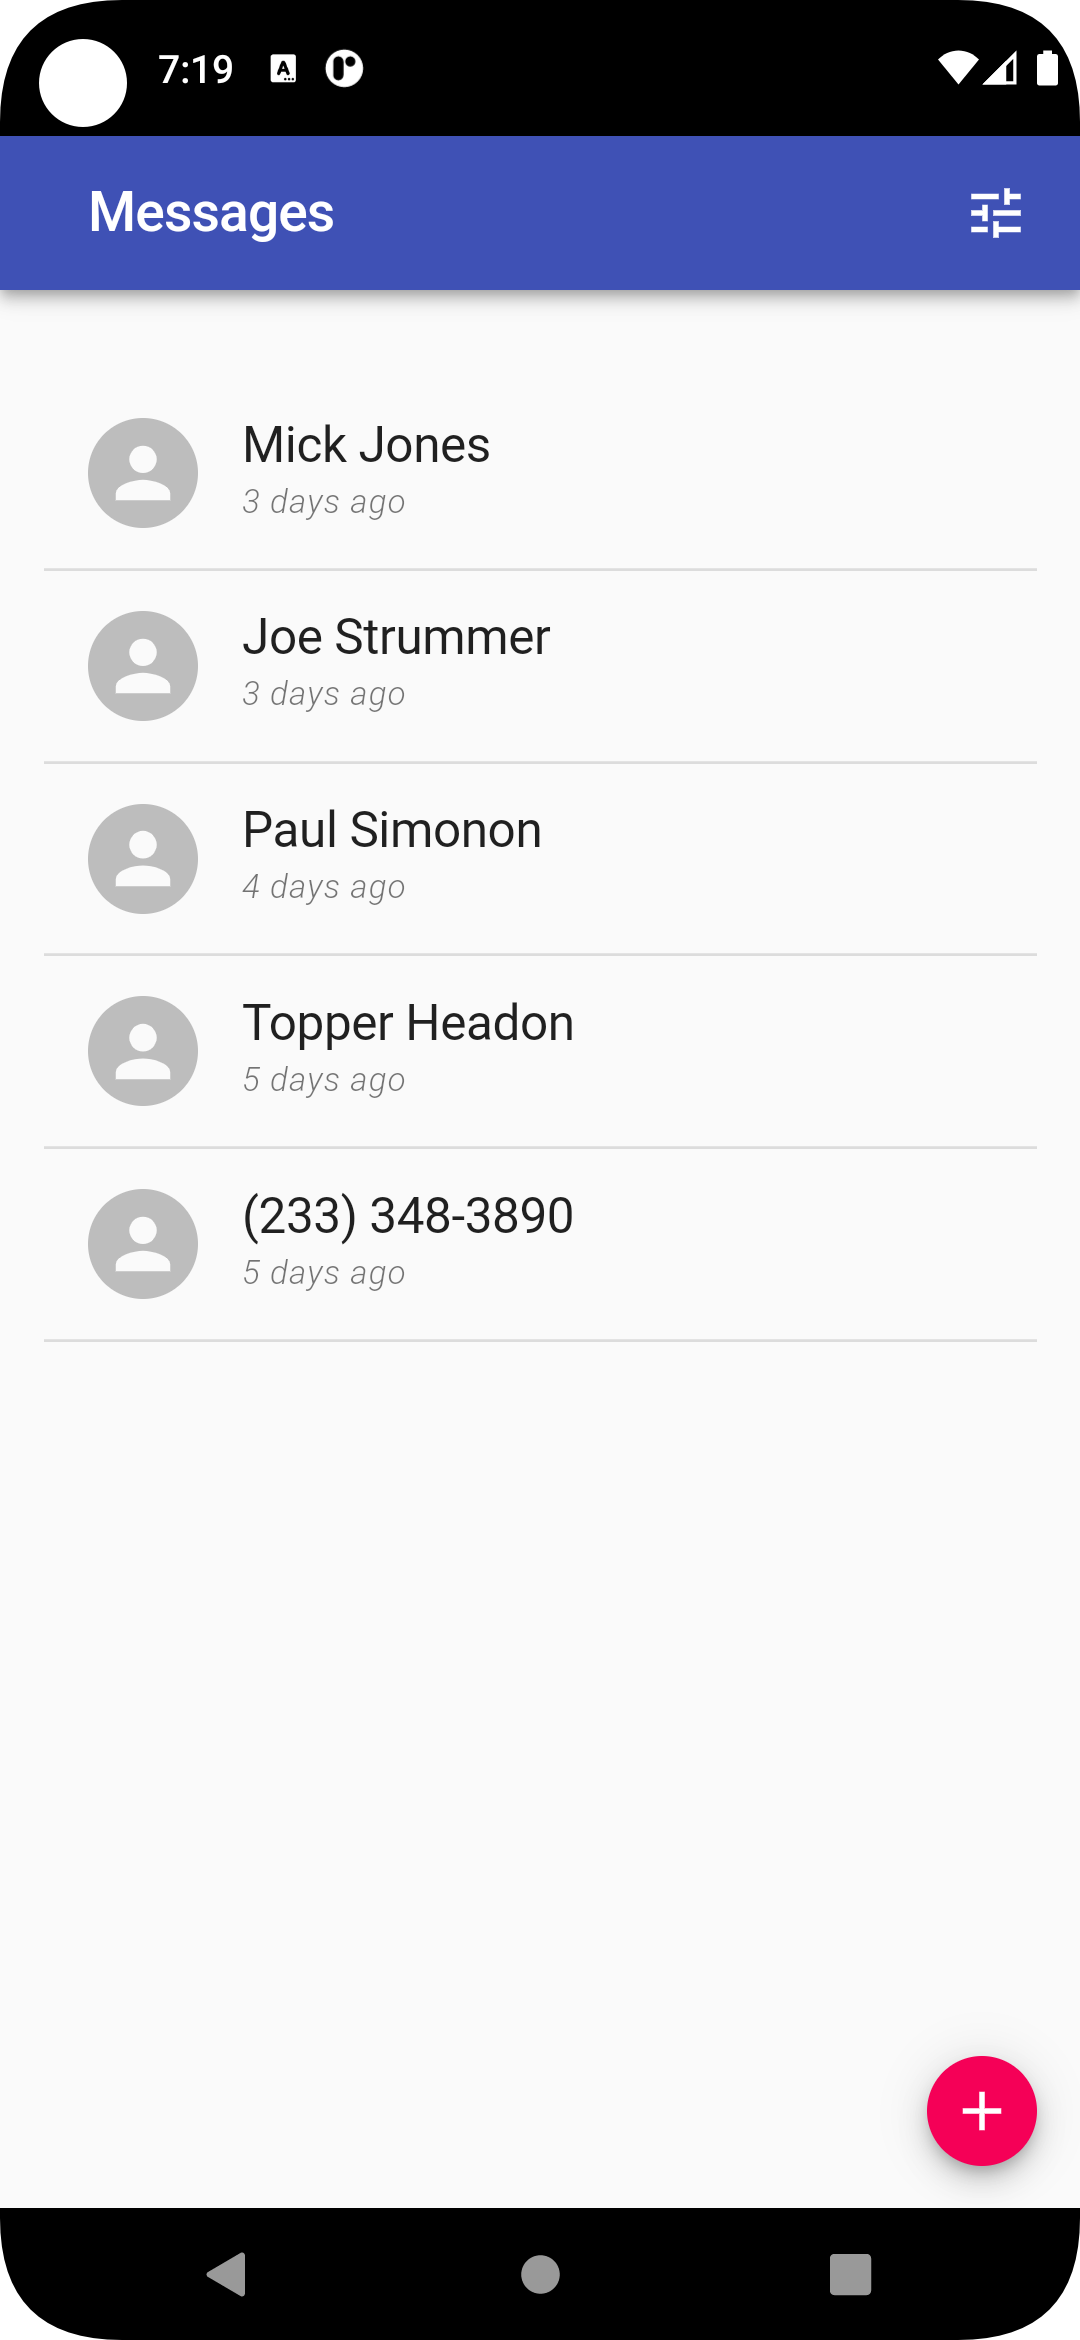 7:19
Messages
Mick Jones
3 days ago
Joe Strummer
3 days ago
Paul Simonon
4 days ago
Topper Headon
5 days ago
(233) 348-3890
5 days ago